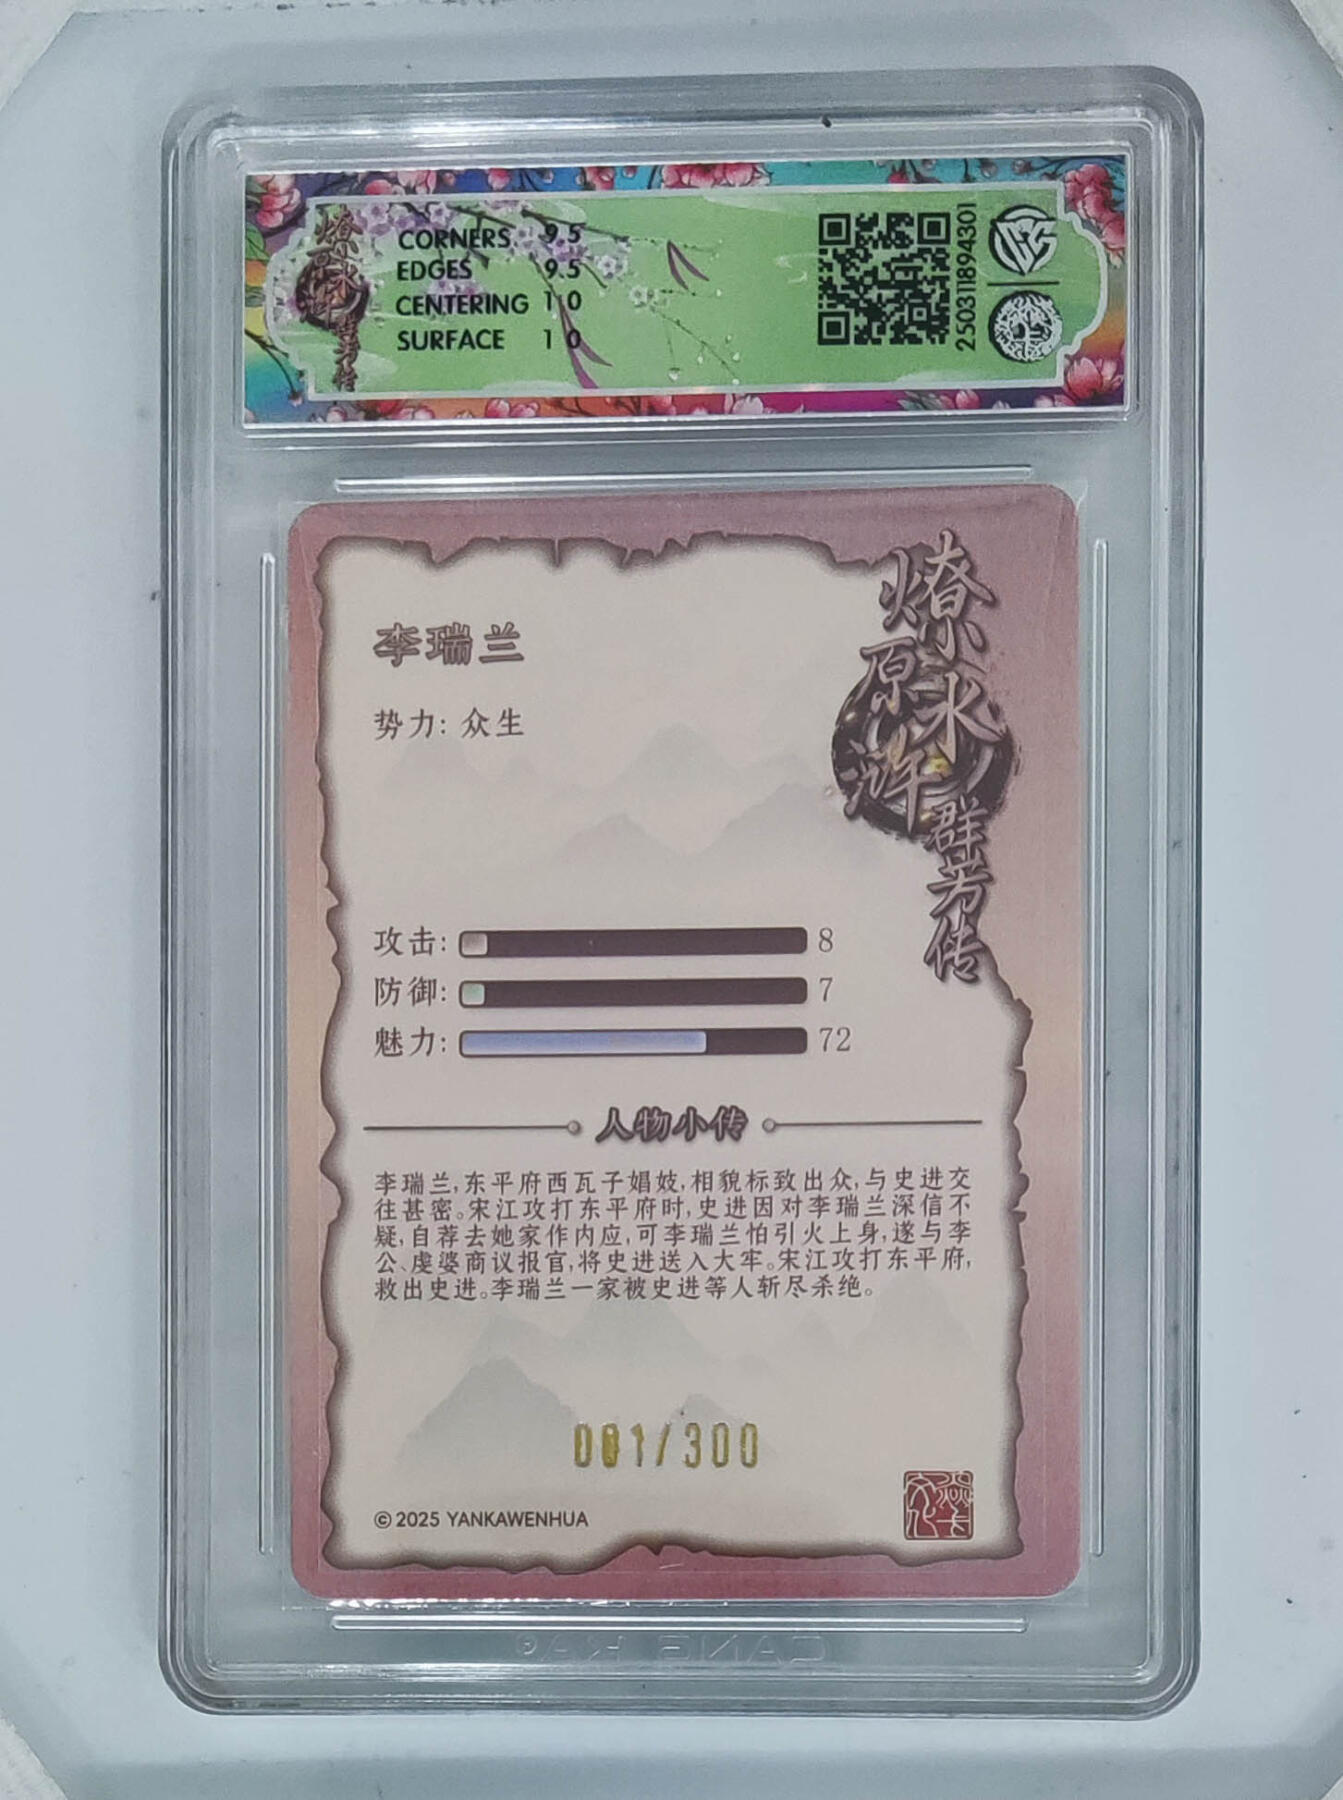 CORNERS 9.5
EDGES 9.5
CENTERING 10
SURFACE 10
25031189430​1
燎原水浒
群芳传
李瑞兰
势力: 众生
攻击: 8
防御: 7
魅力: 72
人物小传
李瑞兰,东平府西瓦子娼妓,相貌标致出众,与史进交
往甚密。宋江攻打东平府时,史进因对李瑞兰深信不
疑,自荐去她家作内应,可李瑞兰怕引火上身,遂与李
公、虔婆商议报官,将史进送入大牢。宋江攻打东平府,
救出史进。李瑞兰一家被史进等人斩尽杀绝。
001/300
© 2025 YANKAWENHUA